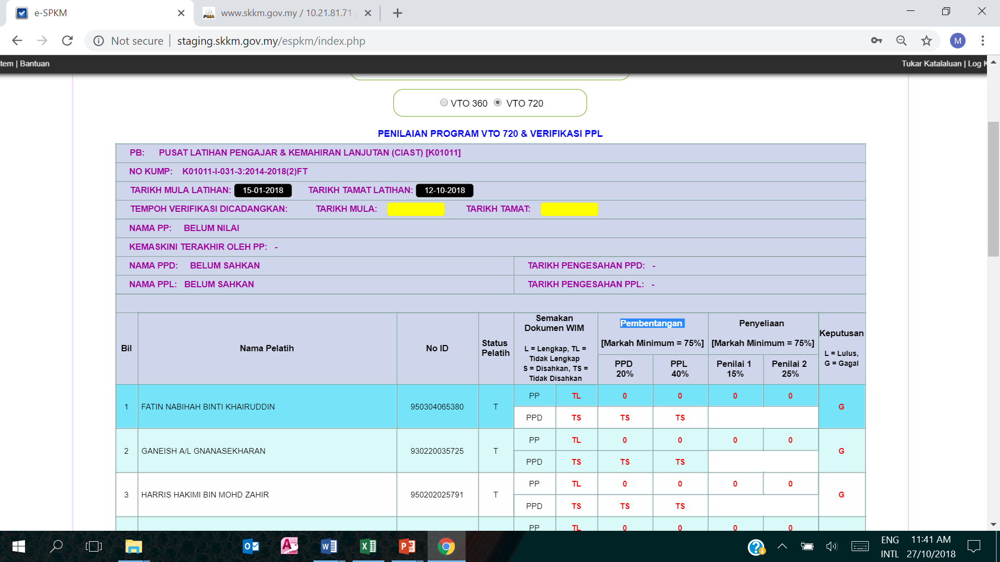 e-SPKM
www.skkm.gov.my / 10.21.81.71 /
Not secure | staging.skkm.gov.my/espkm/index.php
M
tem | Bantuan
Tukar Katalaluan | Log K
VTO 360 VTO 720
PENILAIAN PROGRAM VTO 720 & VERIFIKASI PPL
PB: PUSAT LATIHAN PENGAJAR & KEMAHIRAN LANJUTAN (CIAST) [K01011]
NO KUMP: K01011-I-031-3:2014-2018(2)FT
TARIKH MULA LATIHAN: 15-01-2018 TARIKH TAMAT LATIHAN: 12-10-2018
TEMPOH VERIFIKASI DICADANGKAN: TARIKH MULA: TARIKH TAMAT:
NAMA PP: BELUM NILAI
KEMASKINI TERAKHIR OLEH PP: -
NAMA PPD: BELUM SAHKAN TARIKH PENGESAHAN PPD: -
NAMA PPL: BELUM SAHKAN TARIKH PENGESAHAN PPL: -
Bil
Nama Pelatih
No ID
Status
Pelatih
Semakan
Dokumen WIM
L = Lengkap, TL =
Tidak Lengkap
S = Disahkan, TS =
Tidak Disahkan
Pembentangan
[Markah Minimum = 75%]
PPD
20%
PPL
40%
Penyeliaan
[Markah Minimum = 75%]
Penilai 1
15%
Penilai 2
25%
Keputusan
L = Lulus,
G = Gagal
1 FATIN NABIHAH BINTI KHAIRUDDIN 950304065380 T
PP TL 0 0 0 0
PPD TS TS TS
G
2 GANEISH A/L GNANASEKHARAN 930220035725 T
PP TL 0 0 0 0
PPD TS TS TS
G
3 HARRIS HAKIMI BIN MOHD ZAHIR 950202025791 T
PP TL 0 0 0 0
PPD TS TS TS
G
PP TL 0 0 0 0
ENG
INTL
11:41 AM
27/10/2018